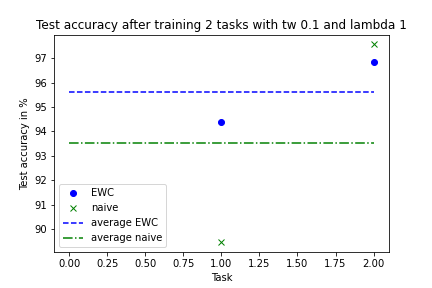 Test accuracy after training 2 tasks with tw 0.1 and lambda 1
Test accuracy in %
97
96
95
94
93
92
91
90
EWC
naive
average EWC
average naive
0.00 0.25 0.50 0.75 1.00 1.25 1.50 1.75 2.00
Task